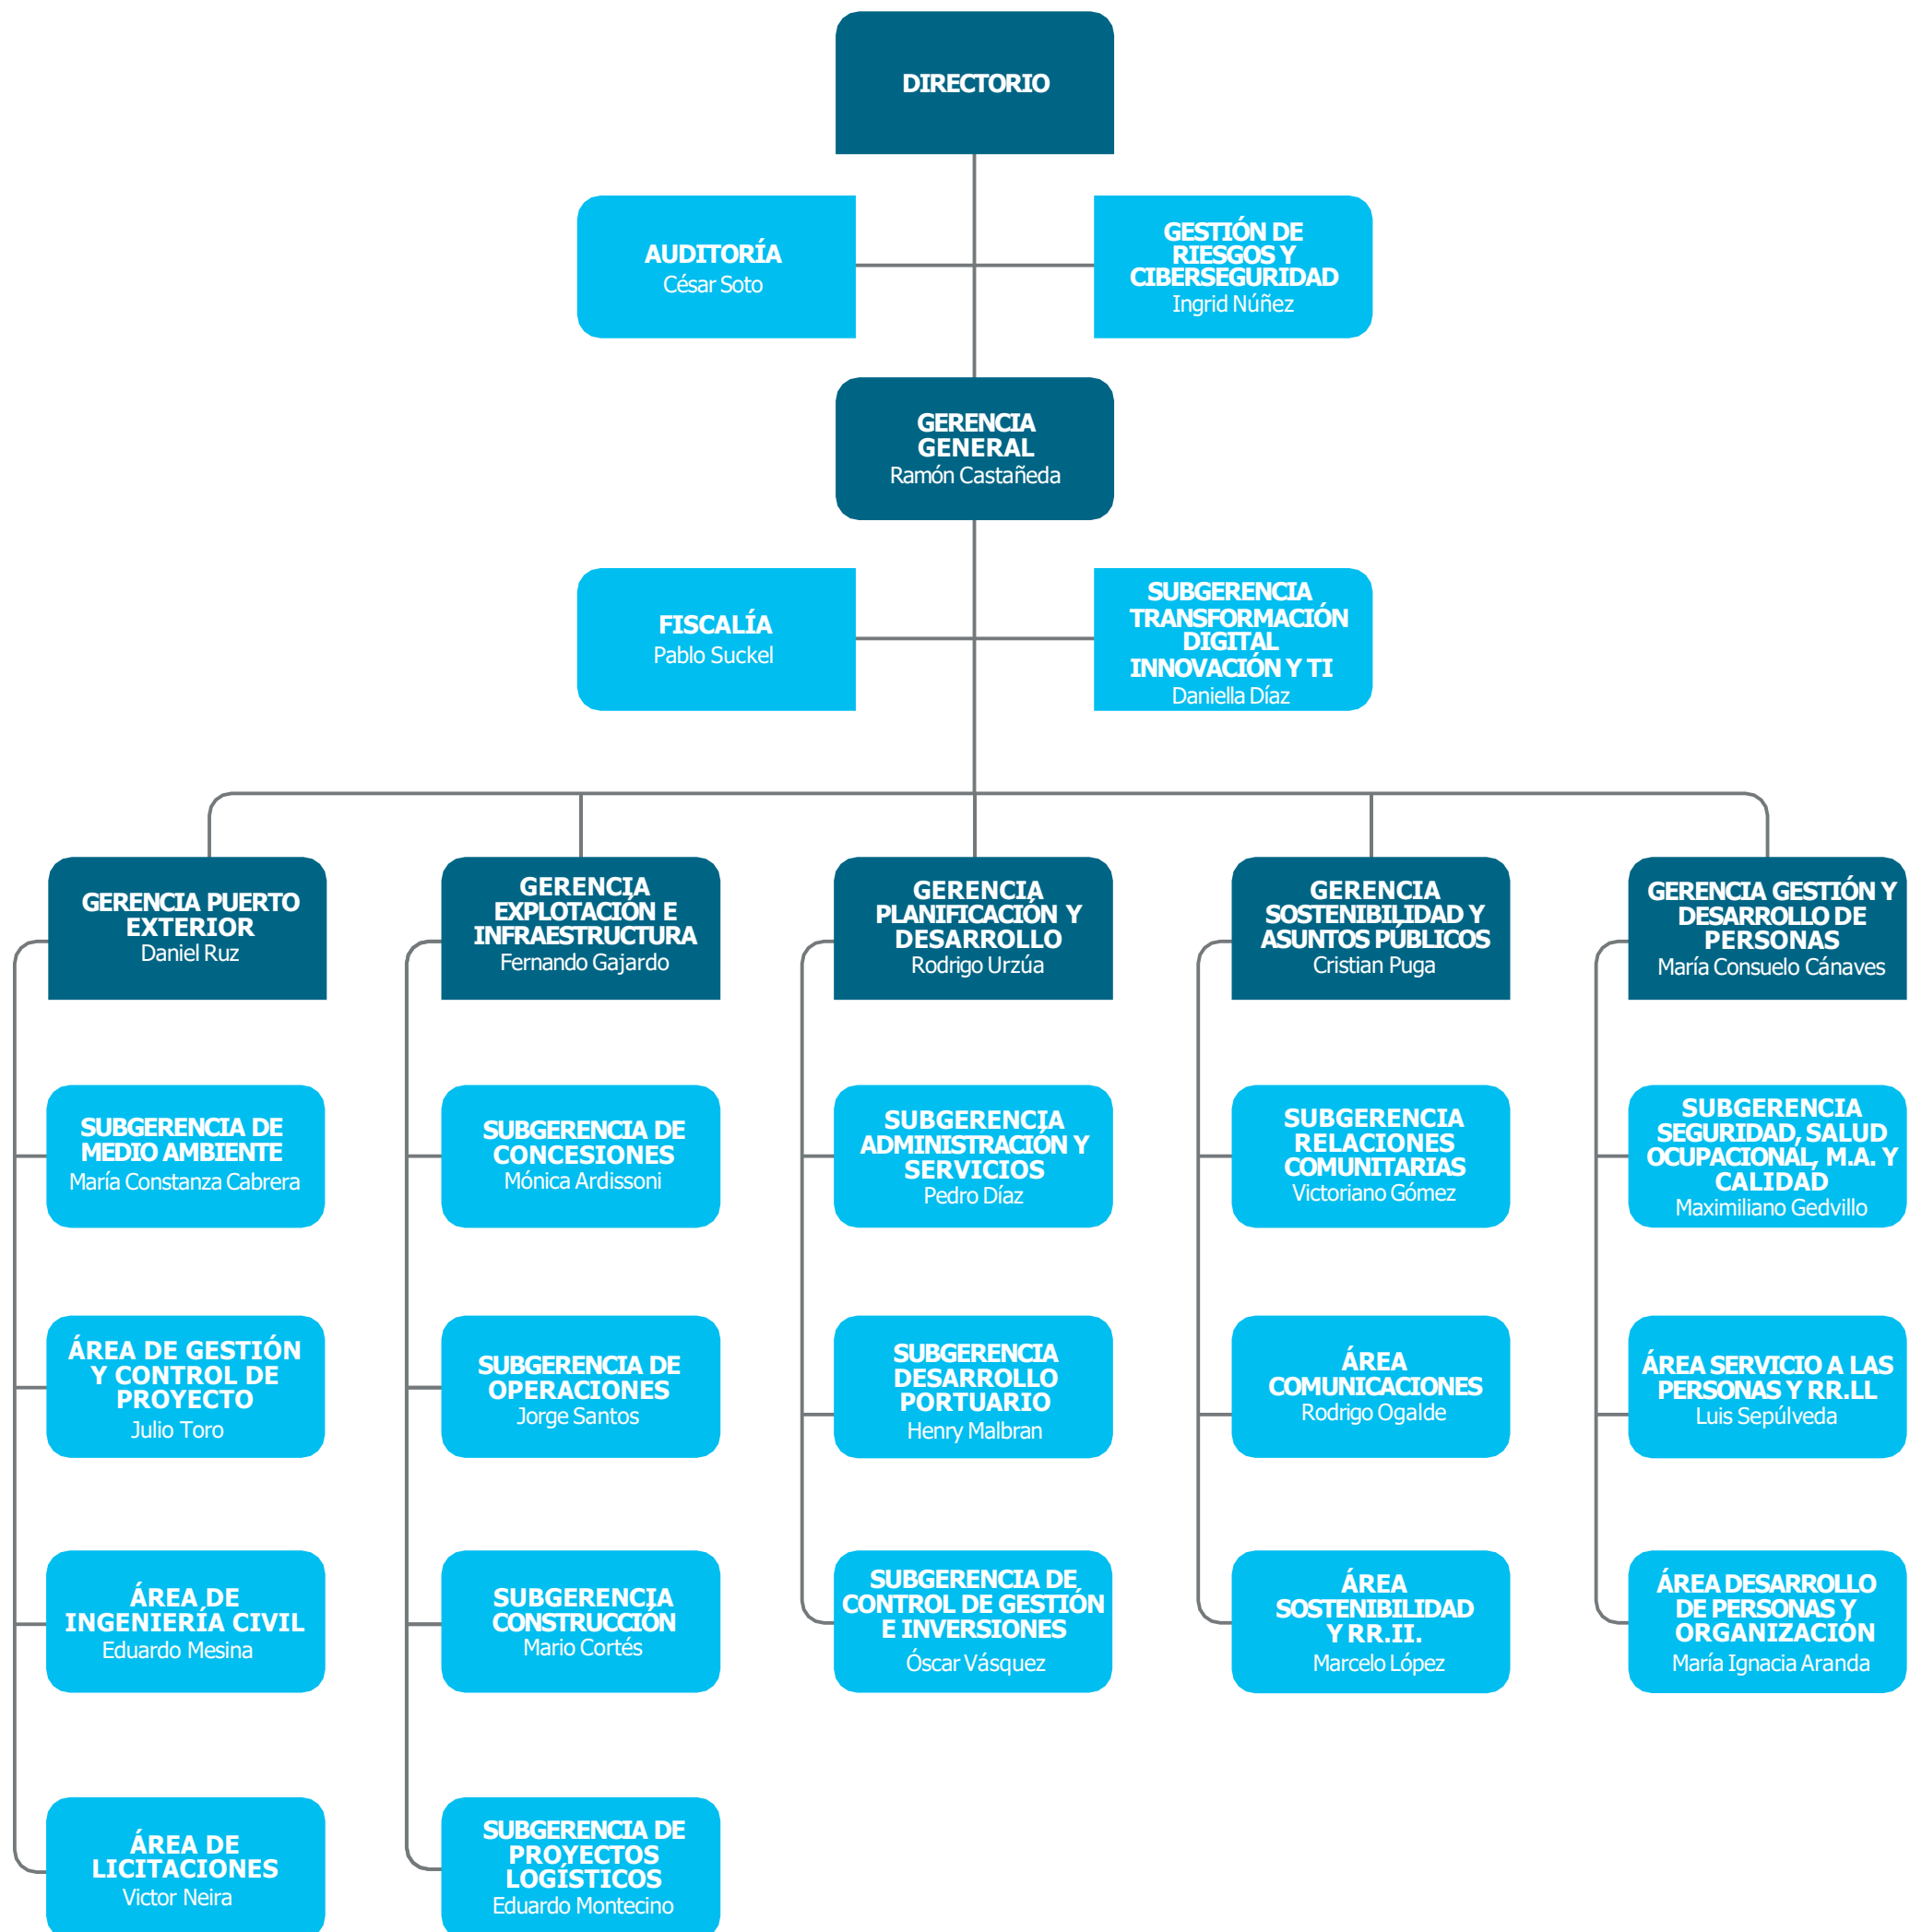 DIRECTORIO
AUDITORÍA
César Soto
GESTIÓN DE
RIESGOS Y
CIBERSEGURIDAD
Ingrid Núñez
GERENCIA
GENERAL
Ramón Castañeda
FISCALÍA
Pablo Suckel
SUBGERENCIA
TRANSFORMACIÓN
DIGITAL
INNOVACIÓN Y TI
Daniella Díaz
GERENCIA PUERTO
EXTERIOR
Daniel Ruz
GERENCIA
EXPLOTACIÓN E
INFRAESTRUCTURA
Fernando Gajardo
GERENCIA
PLANIFICACIÓN Y
DESARROLLO
Rodrigo Urzúa
GERENCIA
SOSTENIBILIDAD Y
ASUNTOS PÚBLICOS
Cristian Puga
GERENCIA GESTIÓN Y
DESARROLLO DE
PERSONAS
María Consuelo Cánaves
SUBGERENCIA DE
MEDIO AMBIENTE
María Constanza Cabrera
SUBGERENCIA DE
CONCESIONES
Mónica Ardissoni
SUBGERENCIA
ADMINISTRACIÓN Y
SERVICIOS
Pedro Díaz
SUBGERENCIA
RELACIONES
COMUNITARIAS
Victoriano Gómez
SUBGERENCIA
SEGURIDAD, SALUD
OCUPACIONAL, M.A. Y
CALIDAD
Maximiliano Gedvillo
ÁREA DE GESTIÓN
Y CONTROL DE
PROYECTO
Julio Toro
SUBGERENCIA DE
OPERACIONES
Jorge Santos
SUBGERENCIA
DESARROLLO
PORTUARIO
Henry Malbran
ÁREA
COMUNICACIONES
Rodrigo Ogalde
ÁREA SERVICIO A LAS
PERSONAS Y RR.LL
Luis Sepúlveda
ÁREA DE
INGENIERÍA CIVIL
Eduardo Mesina
SUBGERENCIA
CONSTRUCCIÓN
Mario Cortés
SUBGERENCIA DE
CONTROL DE GESTIÓN
E INVERSIONES
Óscar Vásquez
ÁREA
SOSTENIBILIDAD
Y RR.II.
Marcelo López
ÁREA DESARROLLO
DE PERSONAS Y
ORGANIZACIÓN
María Ignacia Aranda
ÁREA DE
LICITACIONES
Victor Neira
SUBGERENCIA DE
PROYECTOS
LOGÍSTICOS
Eduardo Montecino